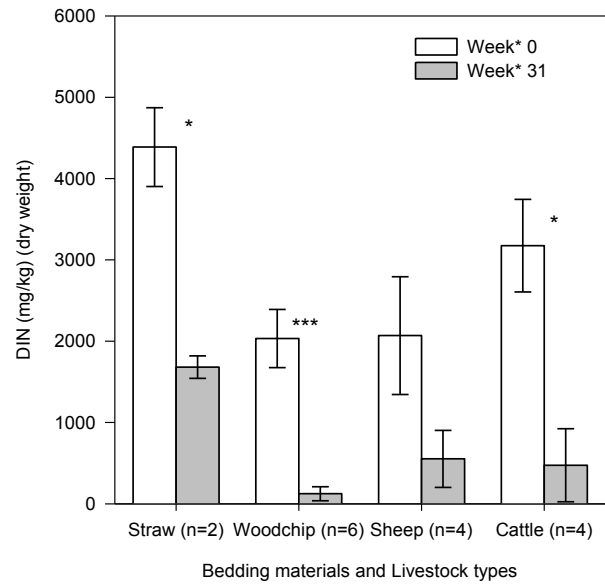 6000
5000
4000
3000
2000
1000
0
DIN (mg/kg) (dry weight)
Week* 0
Week* 31
*
***
*
Straw (n=2) Woodchip (n=6) Sheep (n=4) Cattle (n=4)
Bedding materials and Livestock types